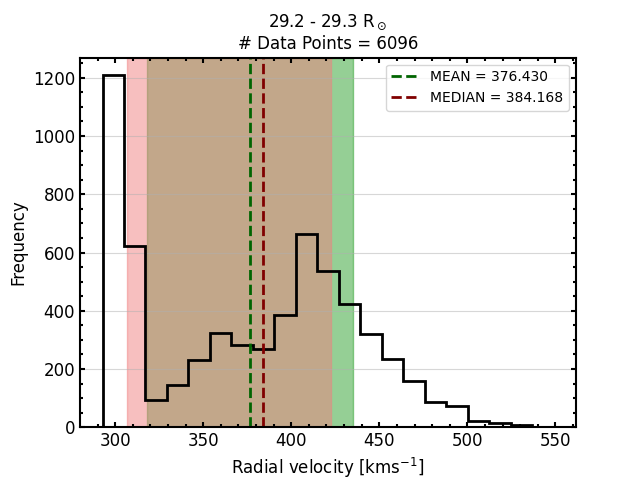 29.2 - 29.3 R⊙
# Data Points = 6096
MEAN = 376.430
MEDIAN = 384.168
1200
1000
800
600
400
200
0
Frequency
300 350 400 450 500 550
Radial velocity [kms⁻¹]